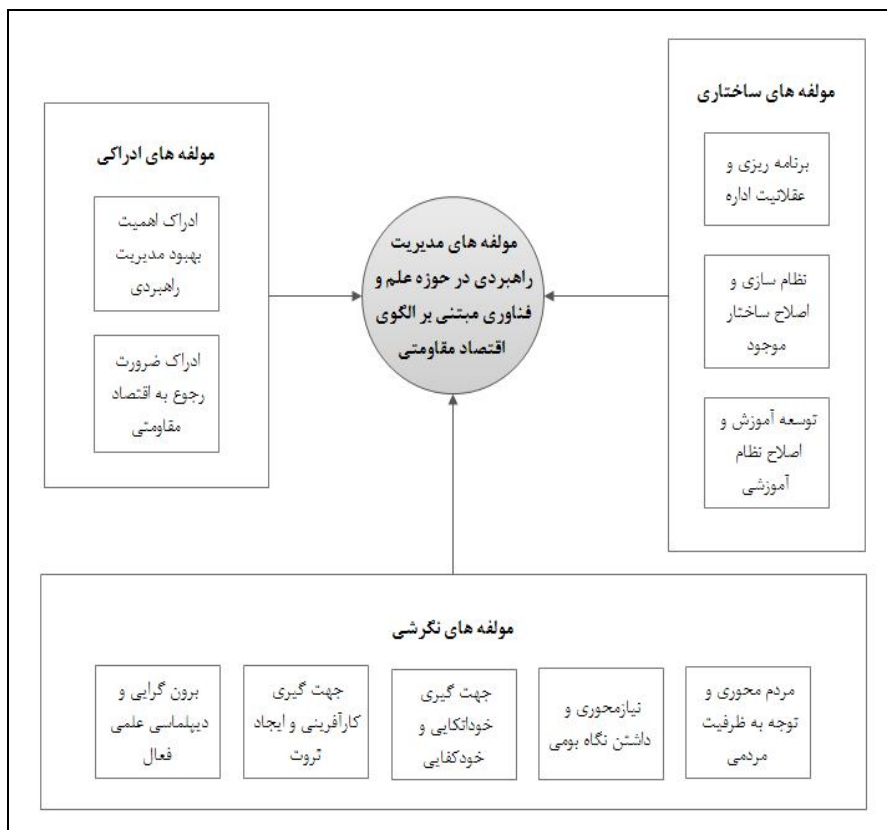 مولفه های ساختاری
برنامه ریزی و
عقلانیت اداره
نظام سازی و
اصلاح ساختار
موجود
توسعه آموزش و
اصلاح نظام
آموزشی
مولفه های ادراکی
ادراک اهمیت
بهبود مدیریت
راهبردی
ادراک ضرورت
رجوع به اقتصاد
مقاومتی
مولفه های مدیریت
راهبردی در حوزه علم و
فناوری مبتنی بر الگوی
اقتصاد مقاومتی
مولفه های نگرشی
مردم محوری و
توجه به ظرفیت
مردمی
نیازمحوری و
داشتن نگاه بومی
جهت گیری
خوداتکایی و
خودکفایی
جهت گیری
کارآفرینی و ایجاد
ثروت
برون گرایی و
دیپلماسی علمی
فعال